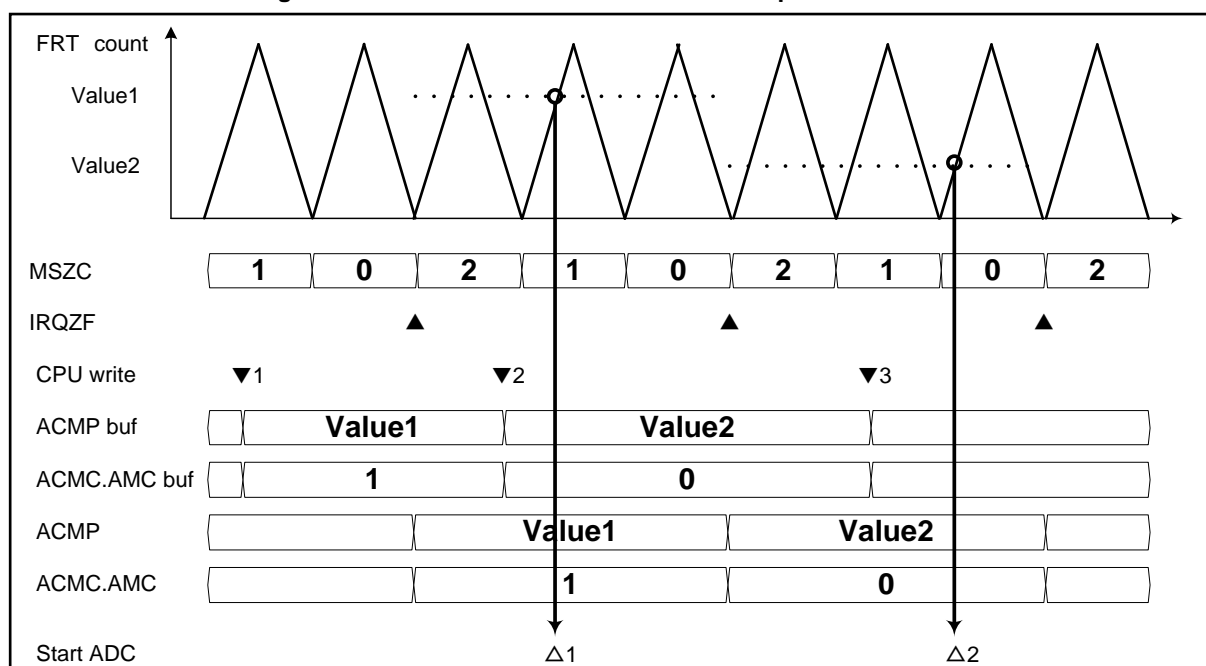 FRT count
Value1
Value2
MSZC 1 0 2 1 0 2 1 0 2
IRQZF ▲ ▲ ▲
CPU write ▼1 ▼2 ▼3
ACMP buf Value1 Value2
ACMC.AMC buf 1 0
ACMP Value1 Value2
ACMC.AMC 1 0
Start ADC △1 △2